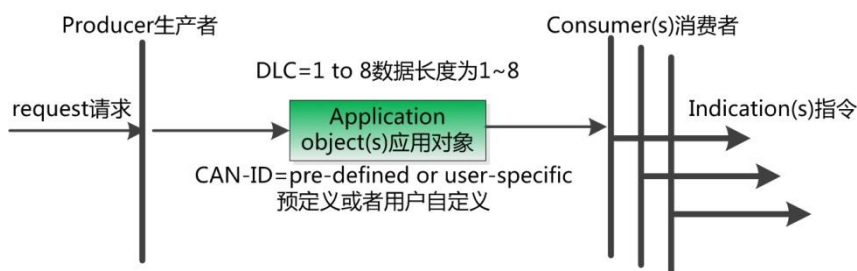 Producer生产者
Consumer(s)消费者
DLC=1 to 8数据长度为1~8
request请求
Application
object(s)应用对象
Indication(s)指令
CAN-ID=pre-defined or user-specific
预定义或者用户自定义